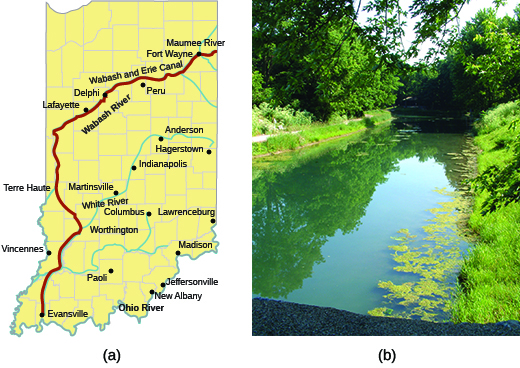 Maumee River
Fort Wayne
Wabash and Erie Canal
Delphi
Peru
Lafayette
Wabash River
Anderson
Hagerstown
Indianapolis
Terre Haute
Martinsville
White River
Columbus
Lawrenceburg
Worthington
Vincennes
Madison
Paoli
Jeffersonville
New Albany
Ohio River
Evansville
(a)
(b)